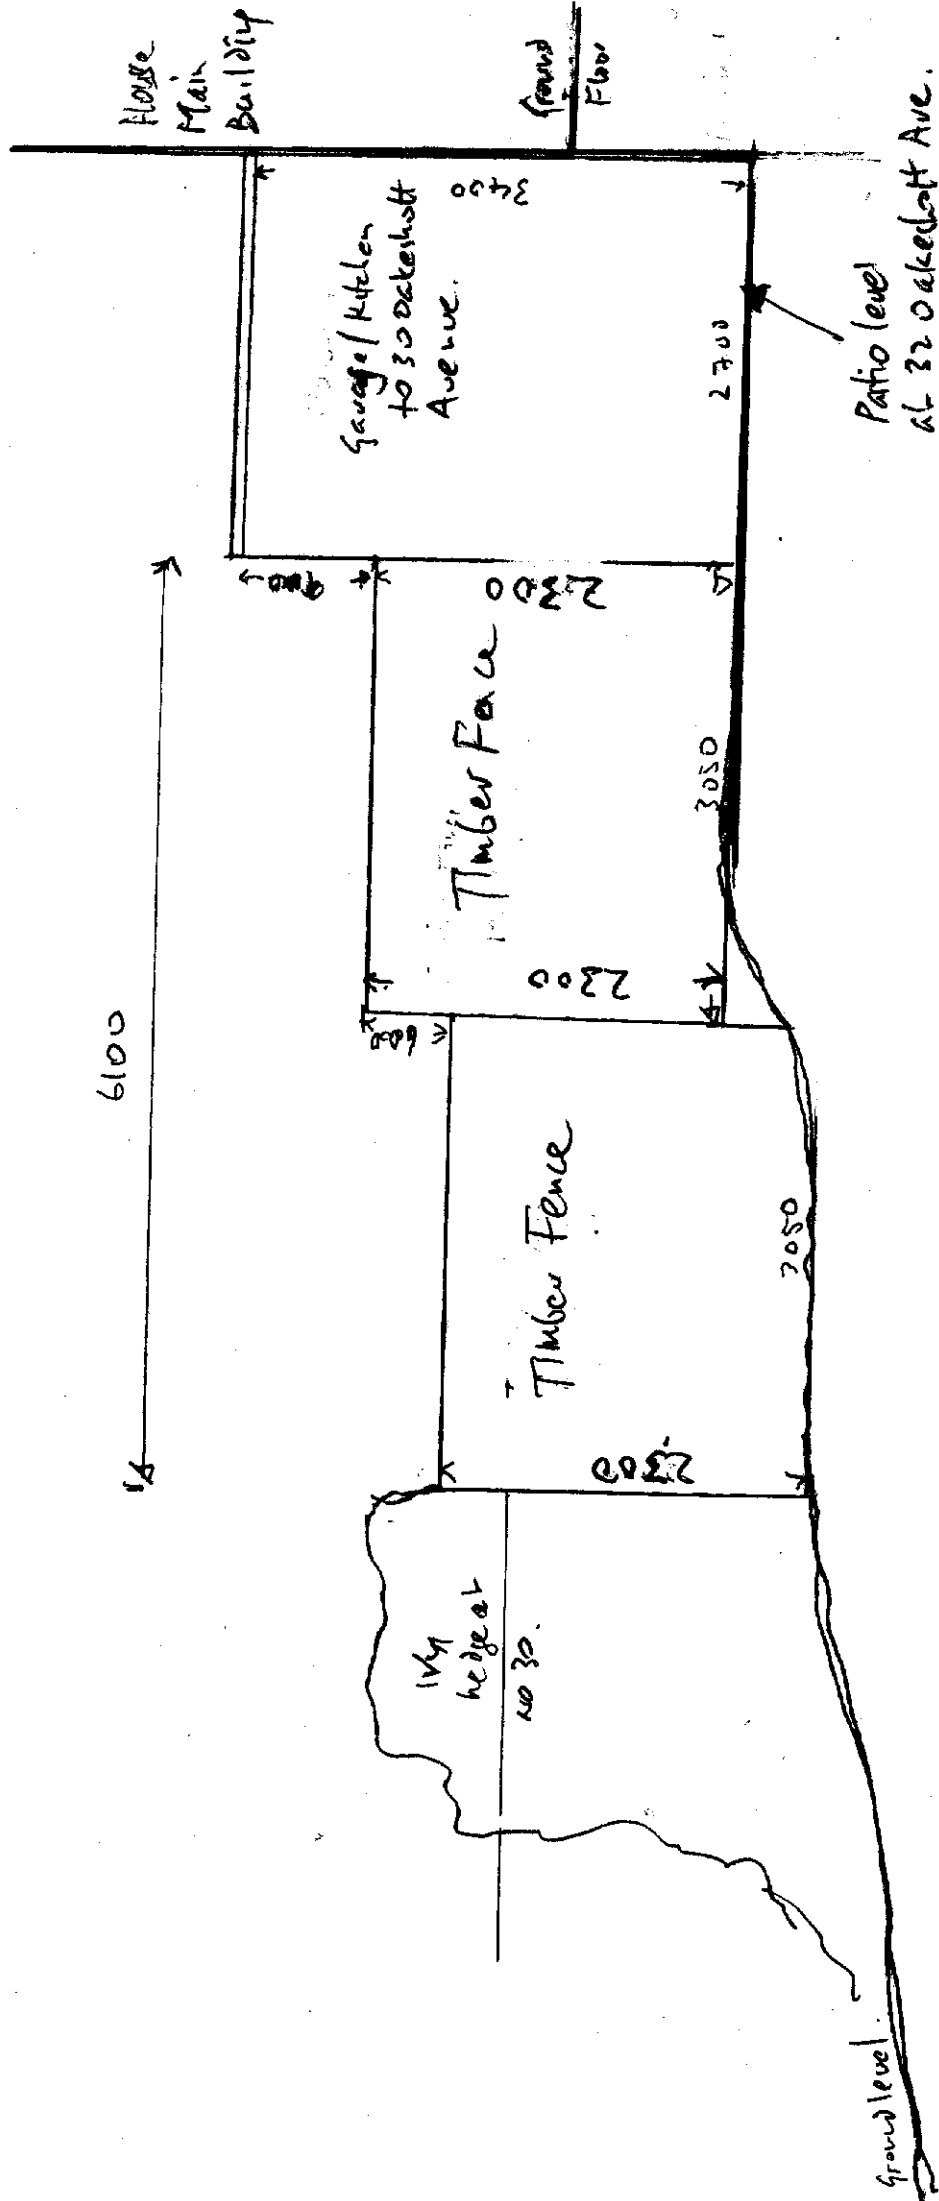 House
Main
Building
Ground
Floor
3450
Garage/Kitchen
to 30 Oakeshott
Avenue.
2700
Patio level
at 32 Oakeshott Ave.
6100
2300
Timber Fence
3050
2300
600
Timber Fence
3050
2300
Ivy
hedge at
No 30.
Ground level.